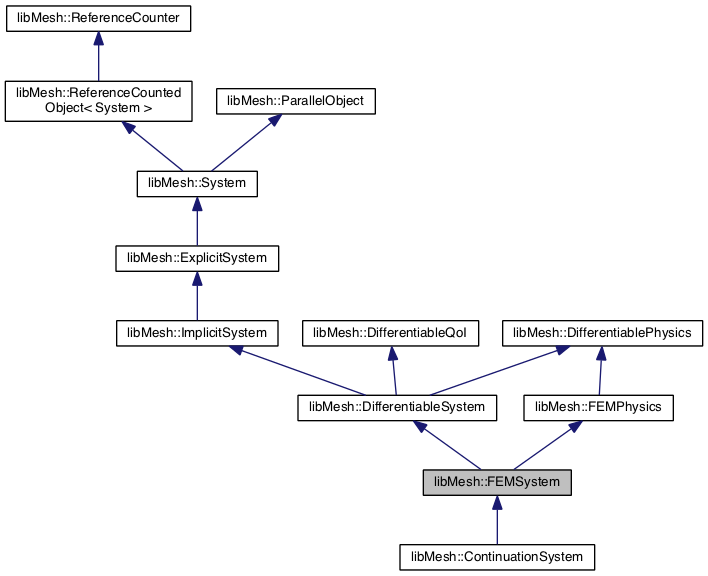 libMesh::ReferenceCounter
libMesh::ReferenceCounted
Object< System >
libMesh::ParallelObject
libMesh::System
libMesh::ExplicitSystem
libMesh::ImplicitSystem
libMesh::DifferentiableQoI
libMesh::DifferentiablePhysics
libMesh::DifferentiableSystem
libMesh::FEMPhysics
libMesh::FEMSystem
libMesh::ContinuationSystem